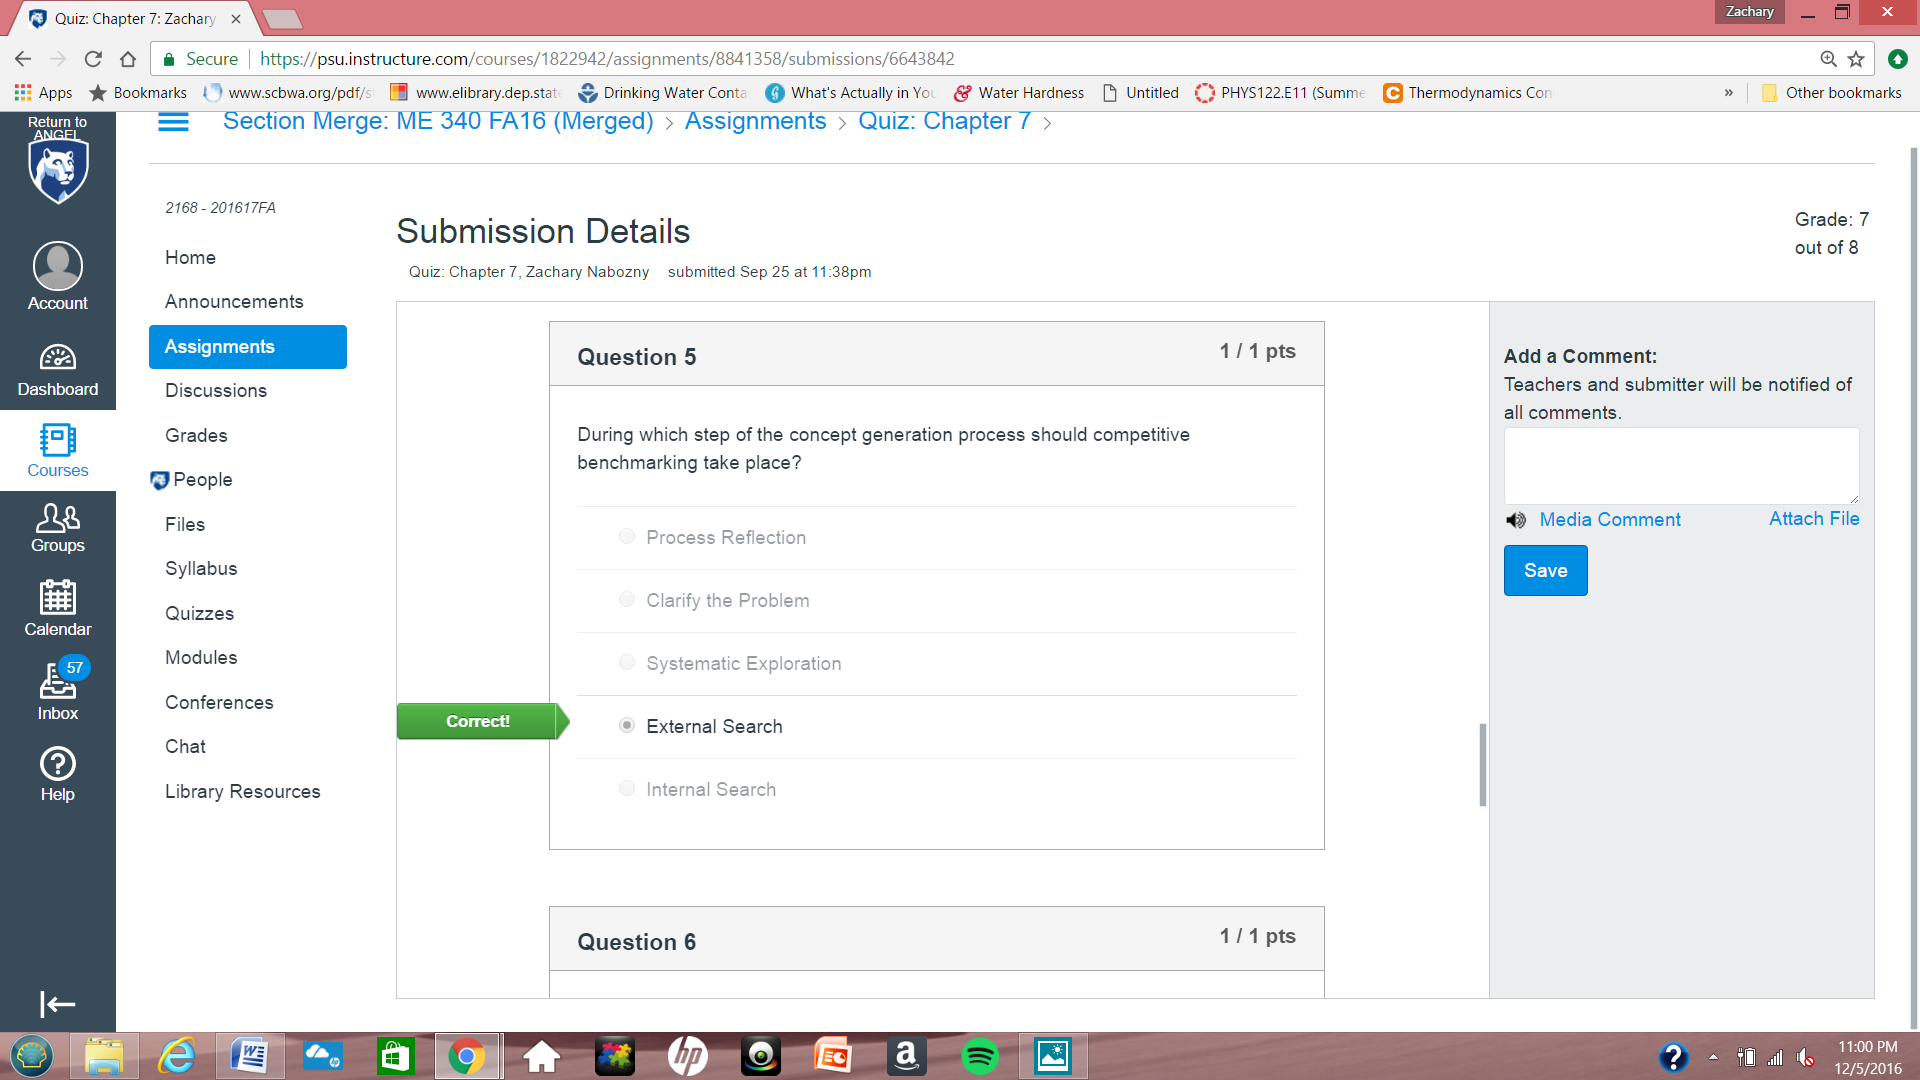 Quiz: Chapter 7: Zachary
Zachary
Secure
https://psu.instructure.com/courses/1822942/assignments/8841358/submissions/6643842
Apps
Bookmarks
www.scbwa.org/pdf/s
www.elibrary.dep.state
Drinking Water Conta
What's Actually in You
Water Hardness
Untitled
PHYS122.E11 (Summe
Thermodynamics Con
»
Other bookmarks
Return to
ANGEL
Account
Dashboard
Courses
Groups
Calendar
57
Inbox
Help
Section Merge: ME 340 FA16 (Merged) > Assignments > Quiz: Chapter 7 >
2168 - 201617FA
Home
Announcements
Assignments
Discussions
Grades
People
Files
Syllabus
Quizzes
Modules
Conferences
Chat
Library Resources
Submission Details
Quiz: Chapter 7, Zachary Nabozny submitted Sep 25 at 11:38pm
Grade: 7
out of 8
Question 5
1 / 1 pts
During which step of the concept generation process should competitive
benchmarking take place?
Process Reflection
Clarify the Problem
Systematic Exploration
Correct!
External Search
Internal Search
Question 6
1 / 1 pts
Add a Comment:
Teachers and submitter will be notified of
all comments.
Media Comment
Attach File
Save
11:00 PM
12/5/2016